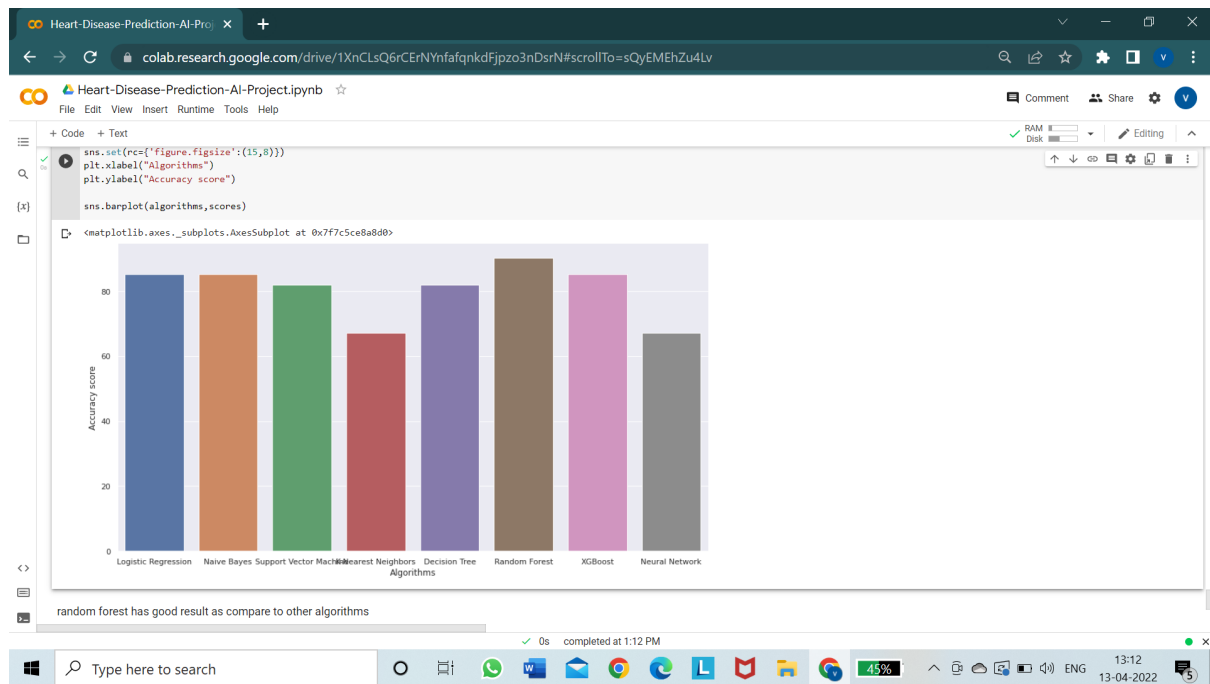 Heart-Disease-Prediction-AI-Proj
colab.research.google.com/drive/1XnCLsQ6rCErNYnfafqnkdFjpzo3nDsrN#scrollTo=sQyEMEhZu4Lv
V
Heart-Disease-Prediction-AI-Project.ipynb
Comment Share V
File Edit View Insert Runtime Tools Help
+ Code + Text
RAM
Disk
Editing
sns.set(rc={'figure.figsize':(15,8)})
plt.xlabel("Algorithms")
plt.ylabel("Accuracy score")
{x}
sns.barplot(algorithms,scores)
<matplotlib.axes._subplots.AxesSubplot at 0x7f7c5ce8a8d0>
80
60
Accuracy score
40
20
0
Logistic Regression Naive Bayes Support Vector Machine K-Nearest Neighbors Decision Tree Random Forest XGBoost Neural Network
Algorithms
random forest has good result as compare to other algorithms
0s completed at 1:12 PM
Type here to search
45%
ENG
13:12
13-04-2022
5